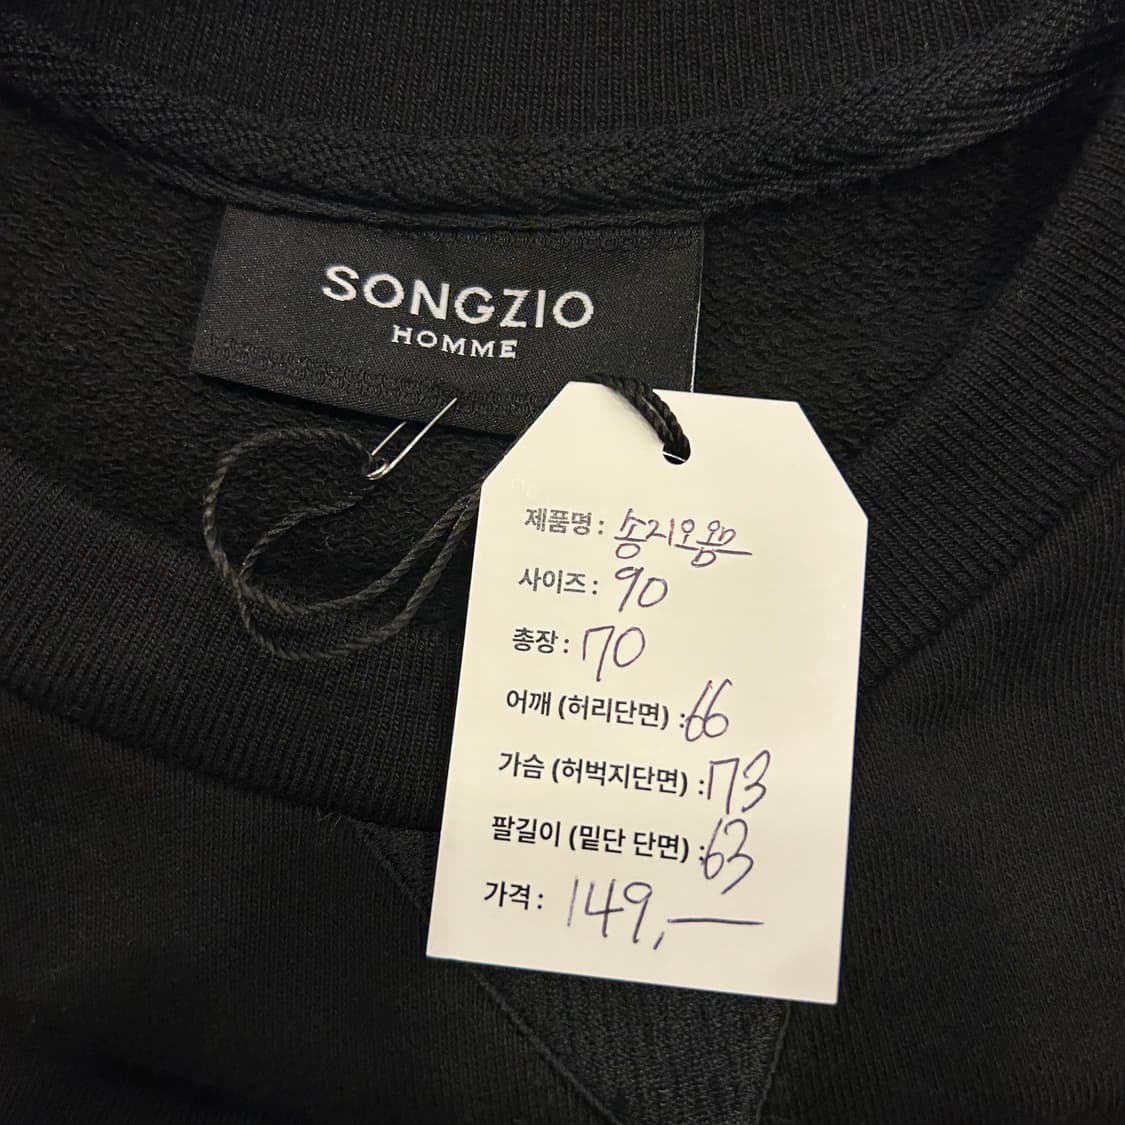 SONGZIO
HOMME
제품명 : 송지오옴므
사이즈 : 90
총장 : 70
어깨 (허리단면) : 66
가슴 (허벅지단면) : 73
팔길이 (밑단 단면) : 63
가격 : 149,—